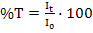 %T = I_t / I_o · 100